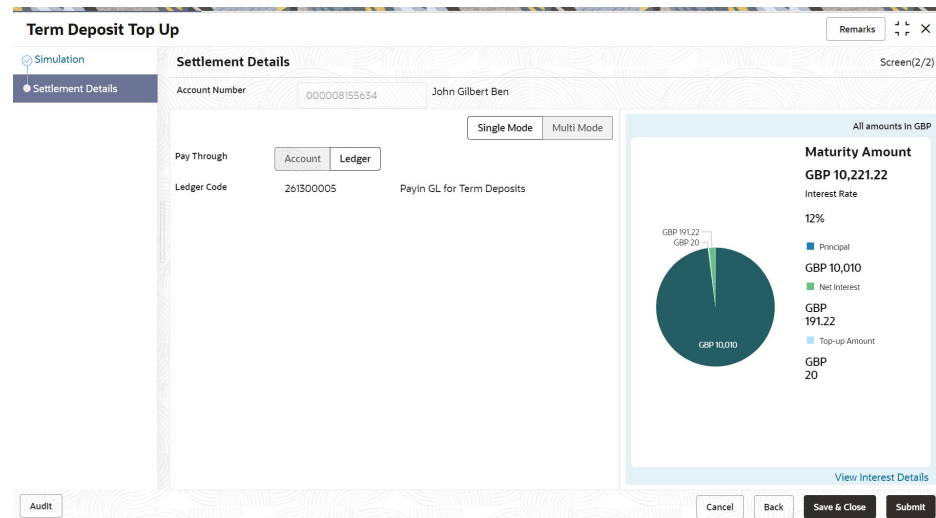 Term Deposit Top Up
Remarks
Simulation
Settlement Details
Settlement Details
Screen(2/2)
Account Number
000008155634
John Gilbert Ben
Single Mode
Multi Mode
Pay Through
Account
Ledger
Ledger Code
261300005
Payin GL for Term Deposits
All amounts in GBP
Maturity Amount
GBP 10,221.22
Interest Rate
12%
Principal
GBP 10,010
Net Interest
GBP
191.22
Top-up Amount
GBP
20
GBP 191.22
GBP 20
GBP 10,010
View Interest Details
Audit
Cancel
Back
Save & Close
Submit